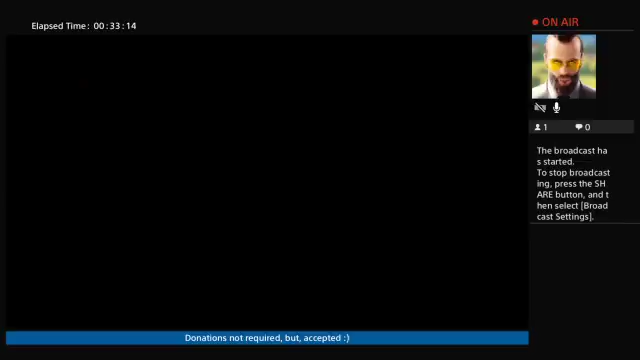 Elapsed Time: 00:33:14
ON AIR
1 0
The broadcast ha
s started.
To stop broadcast
ing, press the SH
ARE button, and t
hen select [Broad
cast Settings].
Donations not required, but, accepted :)